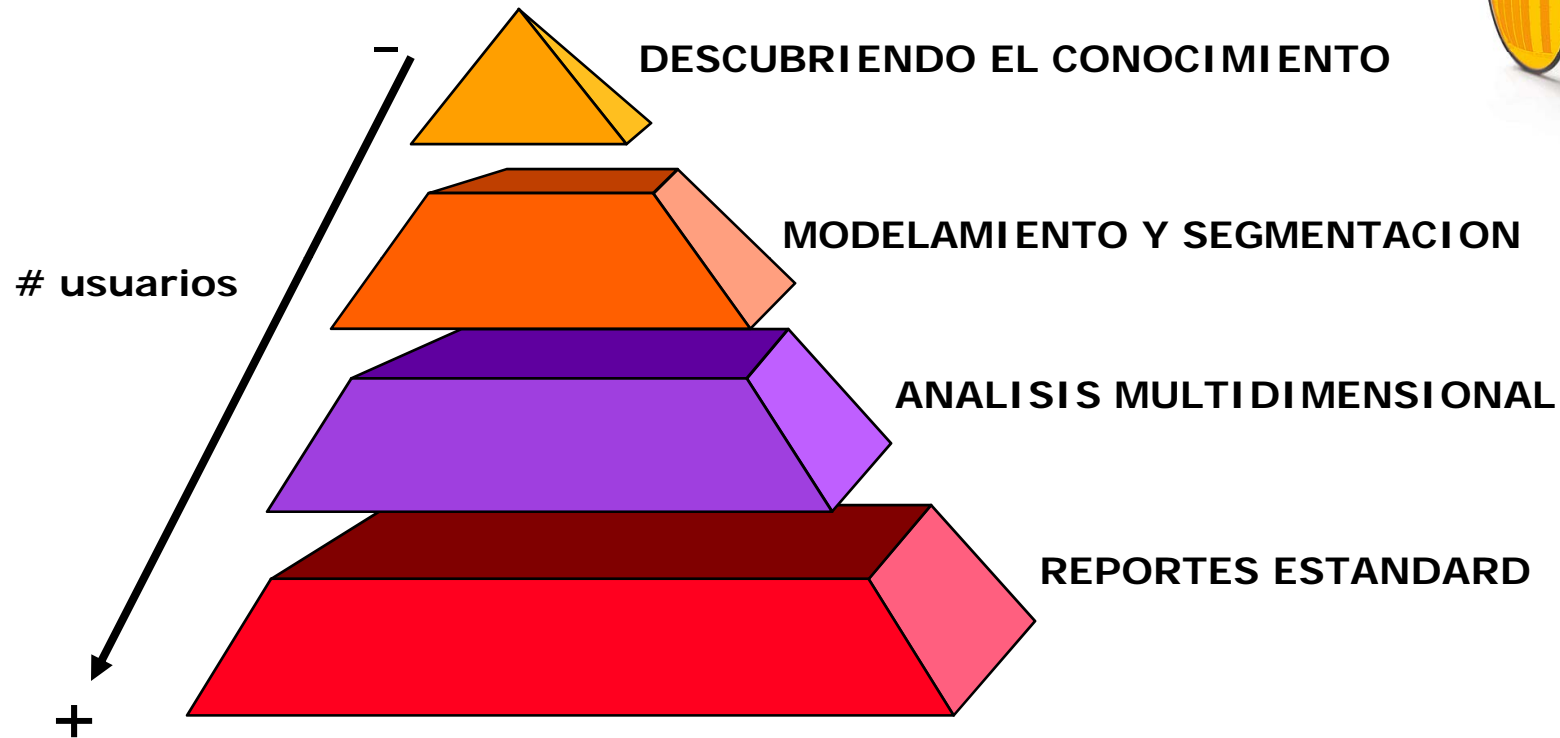 –
DESCUBRIENDO EL CONOCIMIENTO
MODELAMIENTO Y SEGMENTACION
# usuarios
ANALISIS MULTIDIMENSIONAL
REPORTES ESTANDARD
+